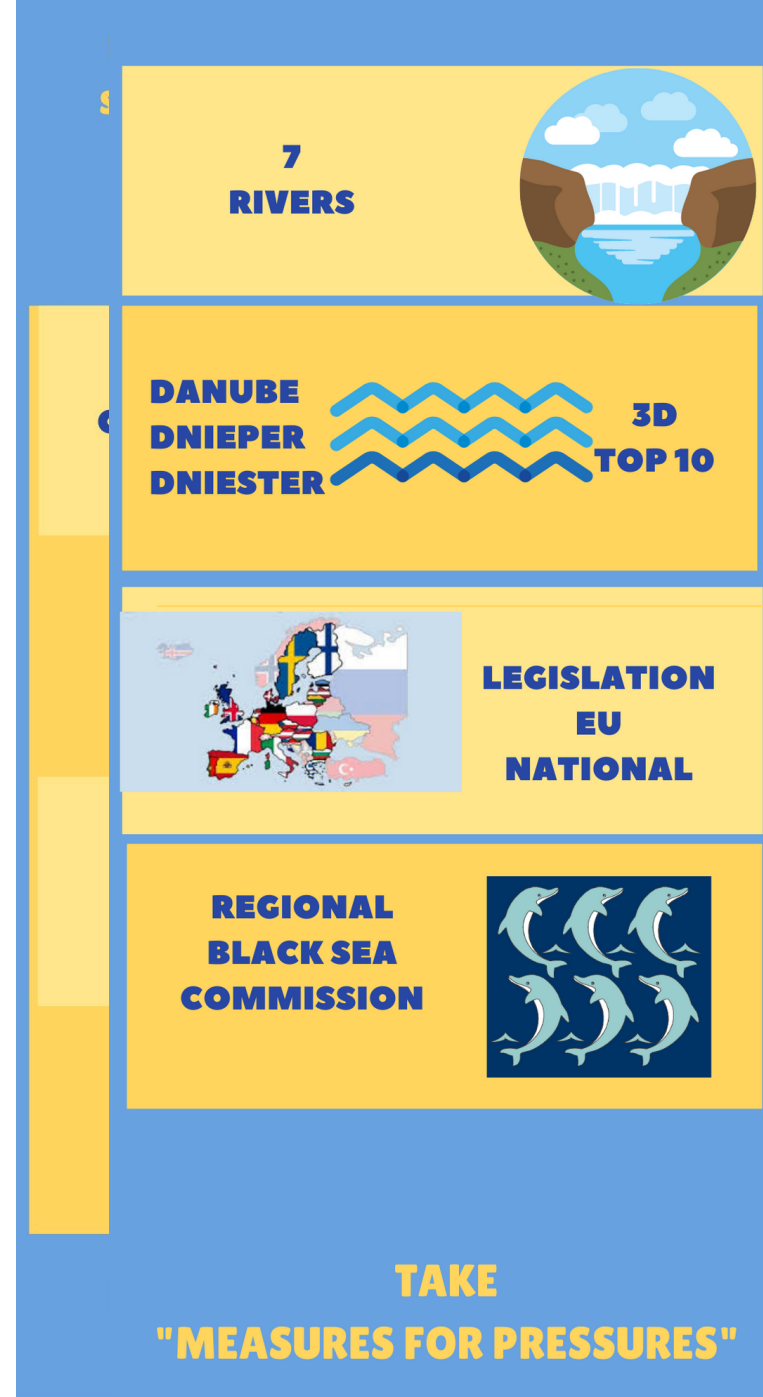 7
RIVERS
DANUBE
DNIEPER
DNIESTER
3D
TOP 10
LEGISLATION
EU
NATIONAL
REGIONAL
BLACK SEA
COMMISSION
TAKE
"MEASURES FOR PRESSURES"